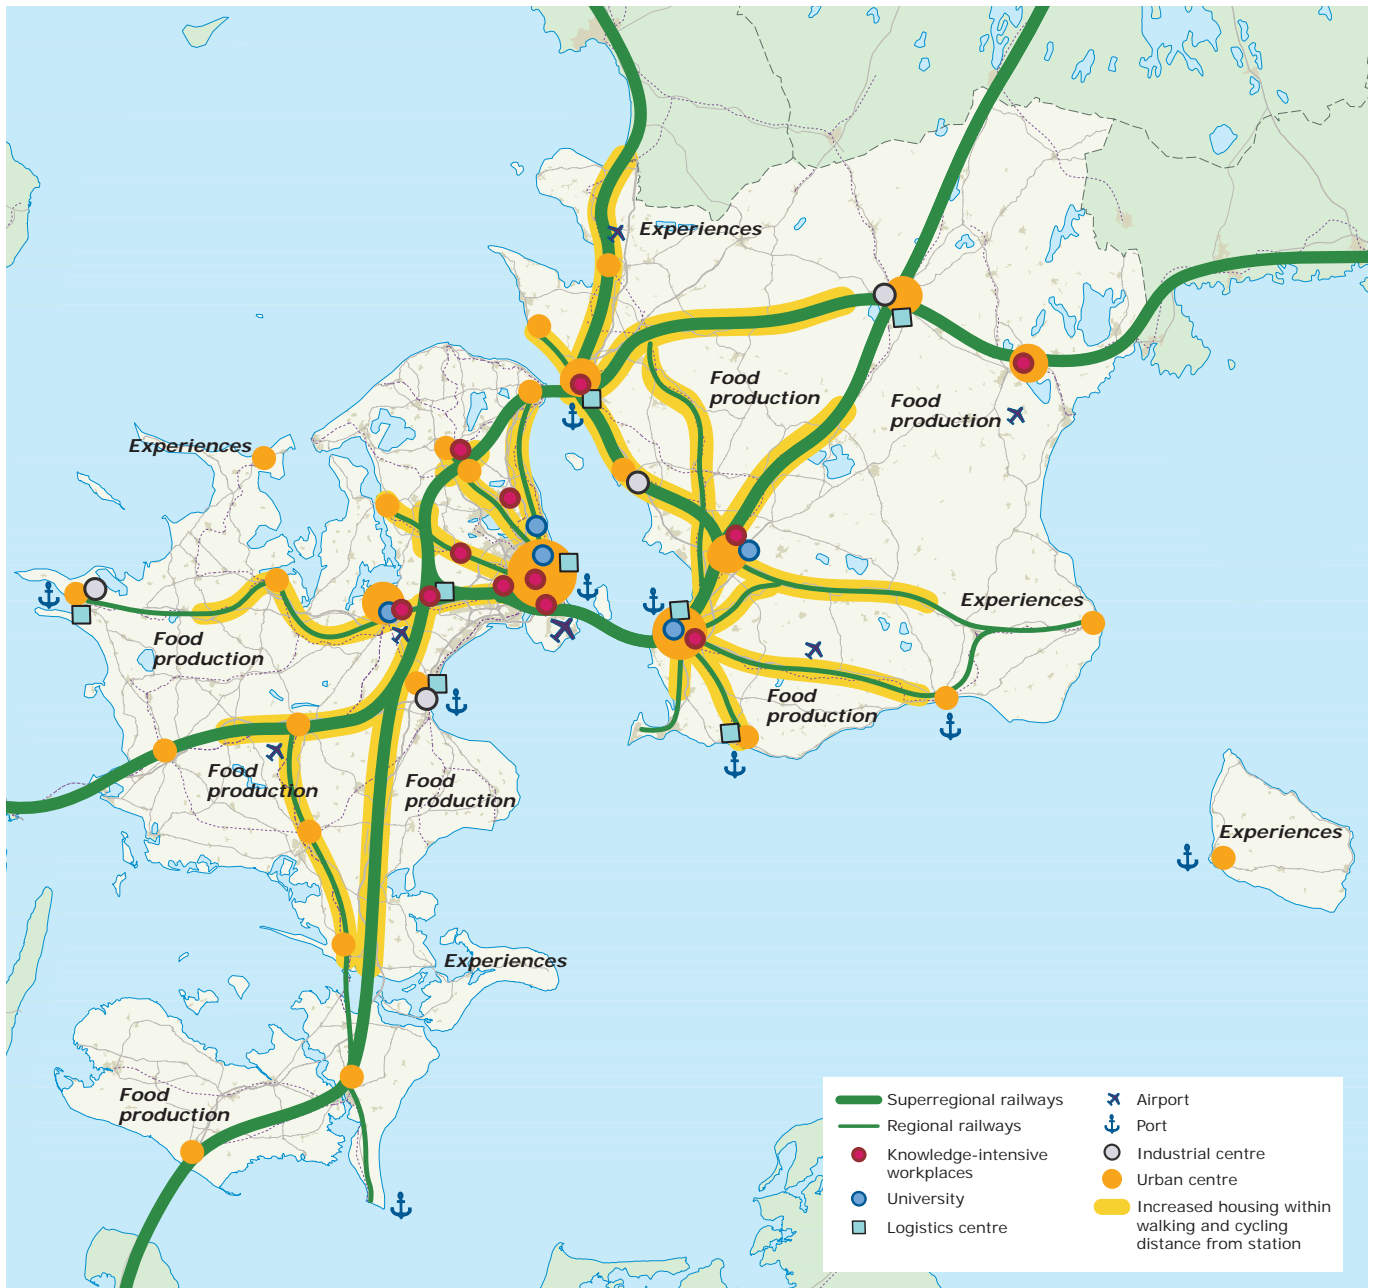 Experiences
Food
production
Food
production
Experiences
Experiences
Food
production
Food
production
Food
production
Food
production
Experiences
Experiences
Food
production
Superregional railways
Regional railways
Knowledge-intensive
workplaces
University
Logistics centre
Airport
Port
Industrial centre
Urban centre
Increased housing within
walking and cycling
distance from station